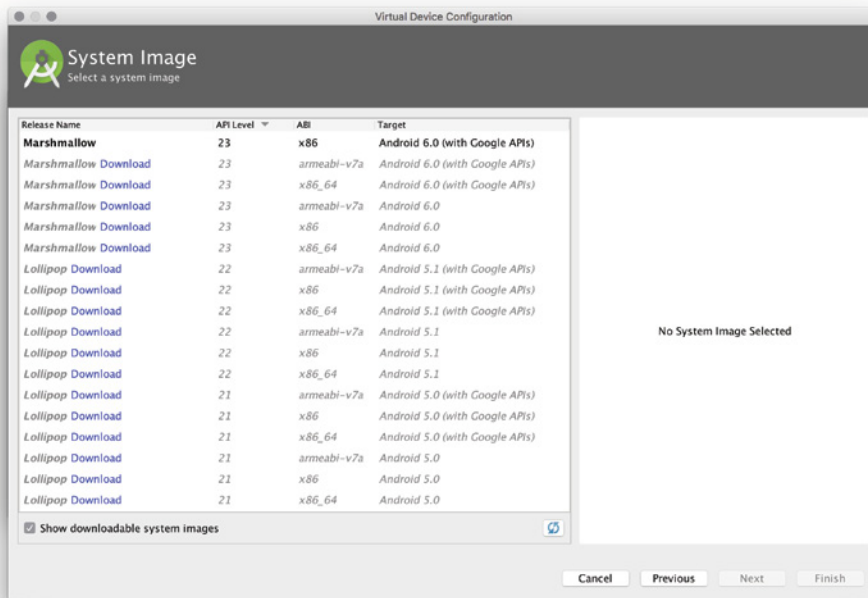 Virtual Device Configuration
System Image
Select a system image
Release Name API Level ABI Target
Marshmallow 23 x86 Android 6.0 (with Google APIs)
Marshmallow Download 23 armeabi-v7a Android 6.0 (with Google APIs)
Marshmallow Download 23 x86_64 Android 6.0 (with Google APIs)
Marshmallow Download 23 armeabi-v7a Android 6.0
Marshmallow Download 23 x86 Android 6.0
Marshmallow Download 23 x86_64 Android 6.0
Lollipop Download 22 armeabi-v7a Android 5.1 (with Google APIs)
Lollipop Download 22 x86 Android 5.1 (with Google APIs)
Lollipop Download 22 x86_64 Android 5.1 (with Google APIs)
Lollipop Download 22 armeabi-v7a Android 5.1
Lollipop Download 22 x86 Android 5.1
Lollipop Download 22 x86_64 Android 5.1
Lollipop Download 21 armeabi-v7a Android 5.0 (with Google APIs)
Lollipop Download 21 x86 Android 5.0 (with Google APIs)
Lollipop Download 21 x86_64 Android 5.0 (with Google APIs)
Lollipop Download 21 armeabi-v7a Android 5.0
Lollipop Download 21 x86 Android 5.0
Lollipop Download 21 x86_64 Android 5.0
No System Image Selected
Show downloadable system images
Cancel Previous Next Finish